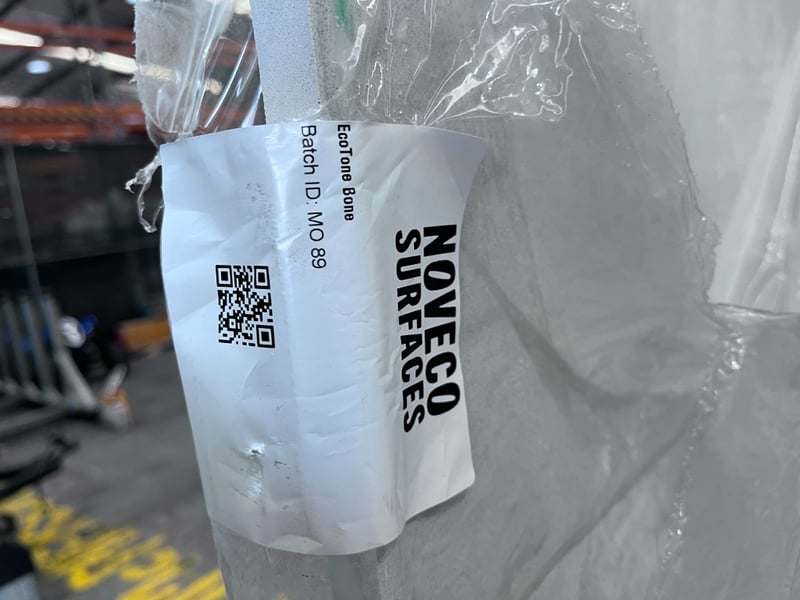 NOVECO
SURFACES
EcoTone Bone
Batch ID: MO 89